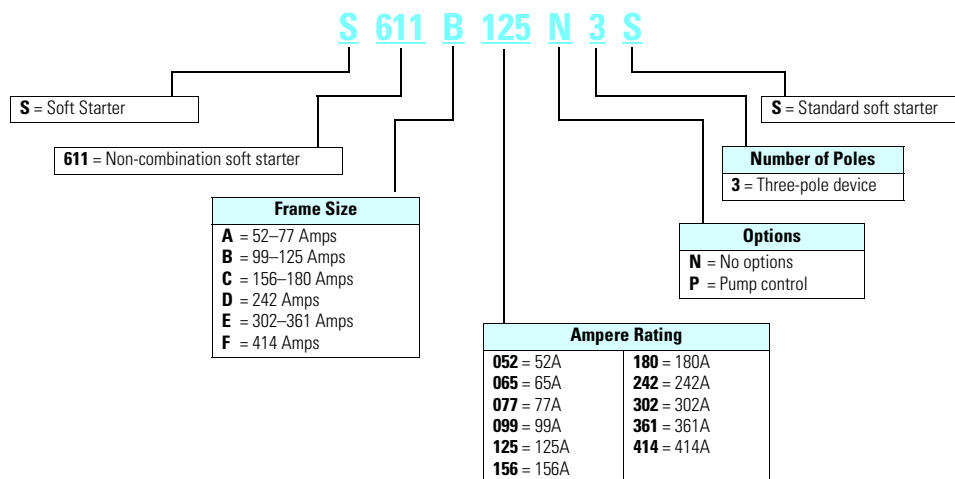 S 611 B 125 N 3 S
S = Soft Starter
S = Standard soft starter
611 = Non-combination soft starter
Number of Poles
3 = Three-pole device
Frame Size
A = 52–77 Amps
B = 99–125 Amps
C = 156–180 Amps
D = 242 Amps
E = 302–361 Amps
F = 414 Amps
Options
N = No options
P = Pump control
Ampere Rating
052 = 52A
065 = 65A
077 = 77A
099 = 99A
125 = 125A
156 = 156A
180 = 180A
242 = 242A
302 = 302A
361 = 361A
414 = 414A